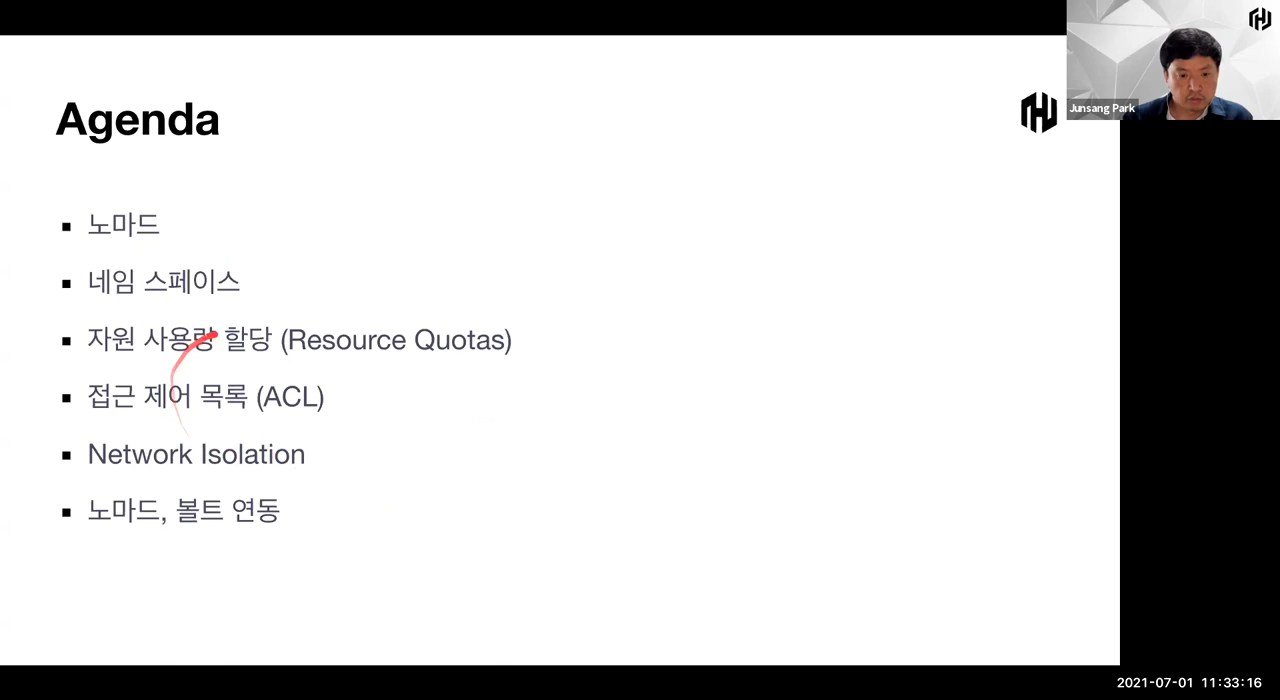 Agenda
Junsang Park
노마드
네임 스페이스
자원 사용량 할당 (Resource Quotas)
접근 제어 목록 (ACL)
Network Isolation
노마드, 볼트 연동
2021-07-01 11:33:16